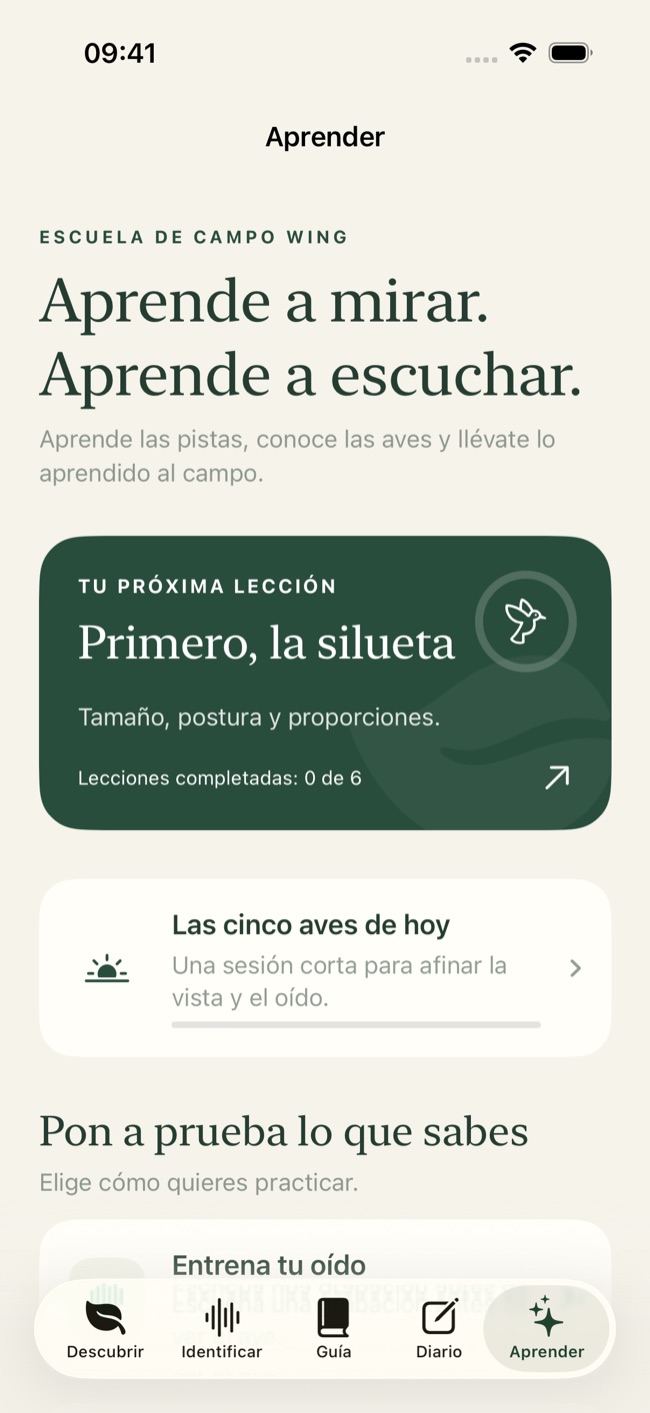 09:41
Aprender
ESCUELA DE CAMPO WING
Aprende a mirar.
Aprende a escuchar.
Aprende las pistas, conoce las aves y llévate lo
aprendido al campo.
TU PRÓXIMA LECCIÓN
Primero, la silueta
Tamaño, postura y proporciones.
Lecciones completadas: 0 de 6
Las cinco aves de hoy
Una sesión corta para afinar la
vista y el oído.
Pon a prueba lo que sabes
Elige cómo quieres practicar.
Entrena tu oído
Descubrir
Identificar
Guía
Diario
Aprender